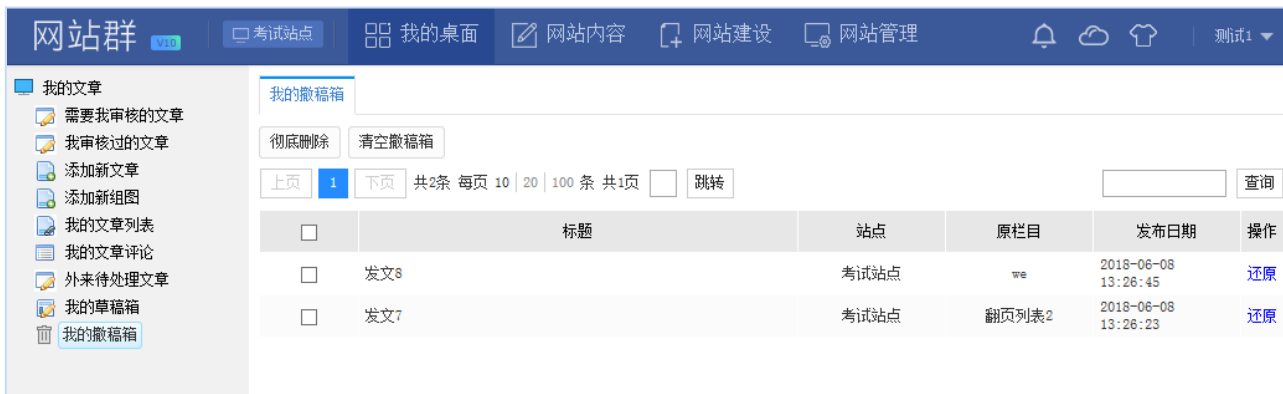 网站群 V10 考试站点 我的桌面 网站内容 网站建设 网站管理 测试1
我的文章
需要我审核的文章
我审核过的文章
添加新文章
添加新组图
我的文章列表
我的文章评论
外来待处理文章
我的草稿箱
我的撤稿箱
我的撤稿箱
彻底删除 清空撤稿箱
上页 1 下页 共2条 每页 10 | 20 | 100 条 共1页 跳转 查询
标题 站点 原栏目 发布日期 操作
发文8 考试站点 we 2018-06-08 13:26:45 还原
发文7 考试站点 翻页列表2 2018-06-08 13:26:23 还原